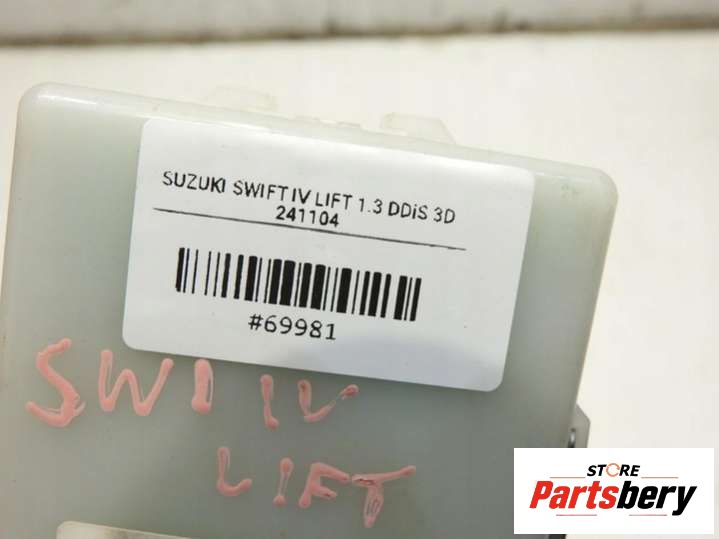 SUZUKI SWIFT IV LIFT 1.3 DDiS 3D
241104
#69981
SWI IV
LIFT
STORE
Partsbery